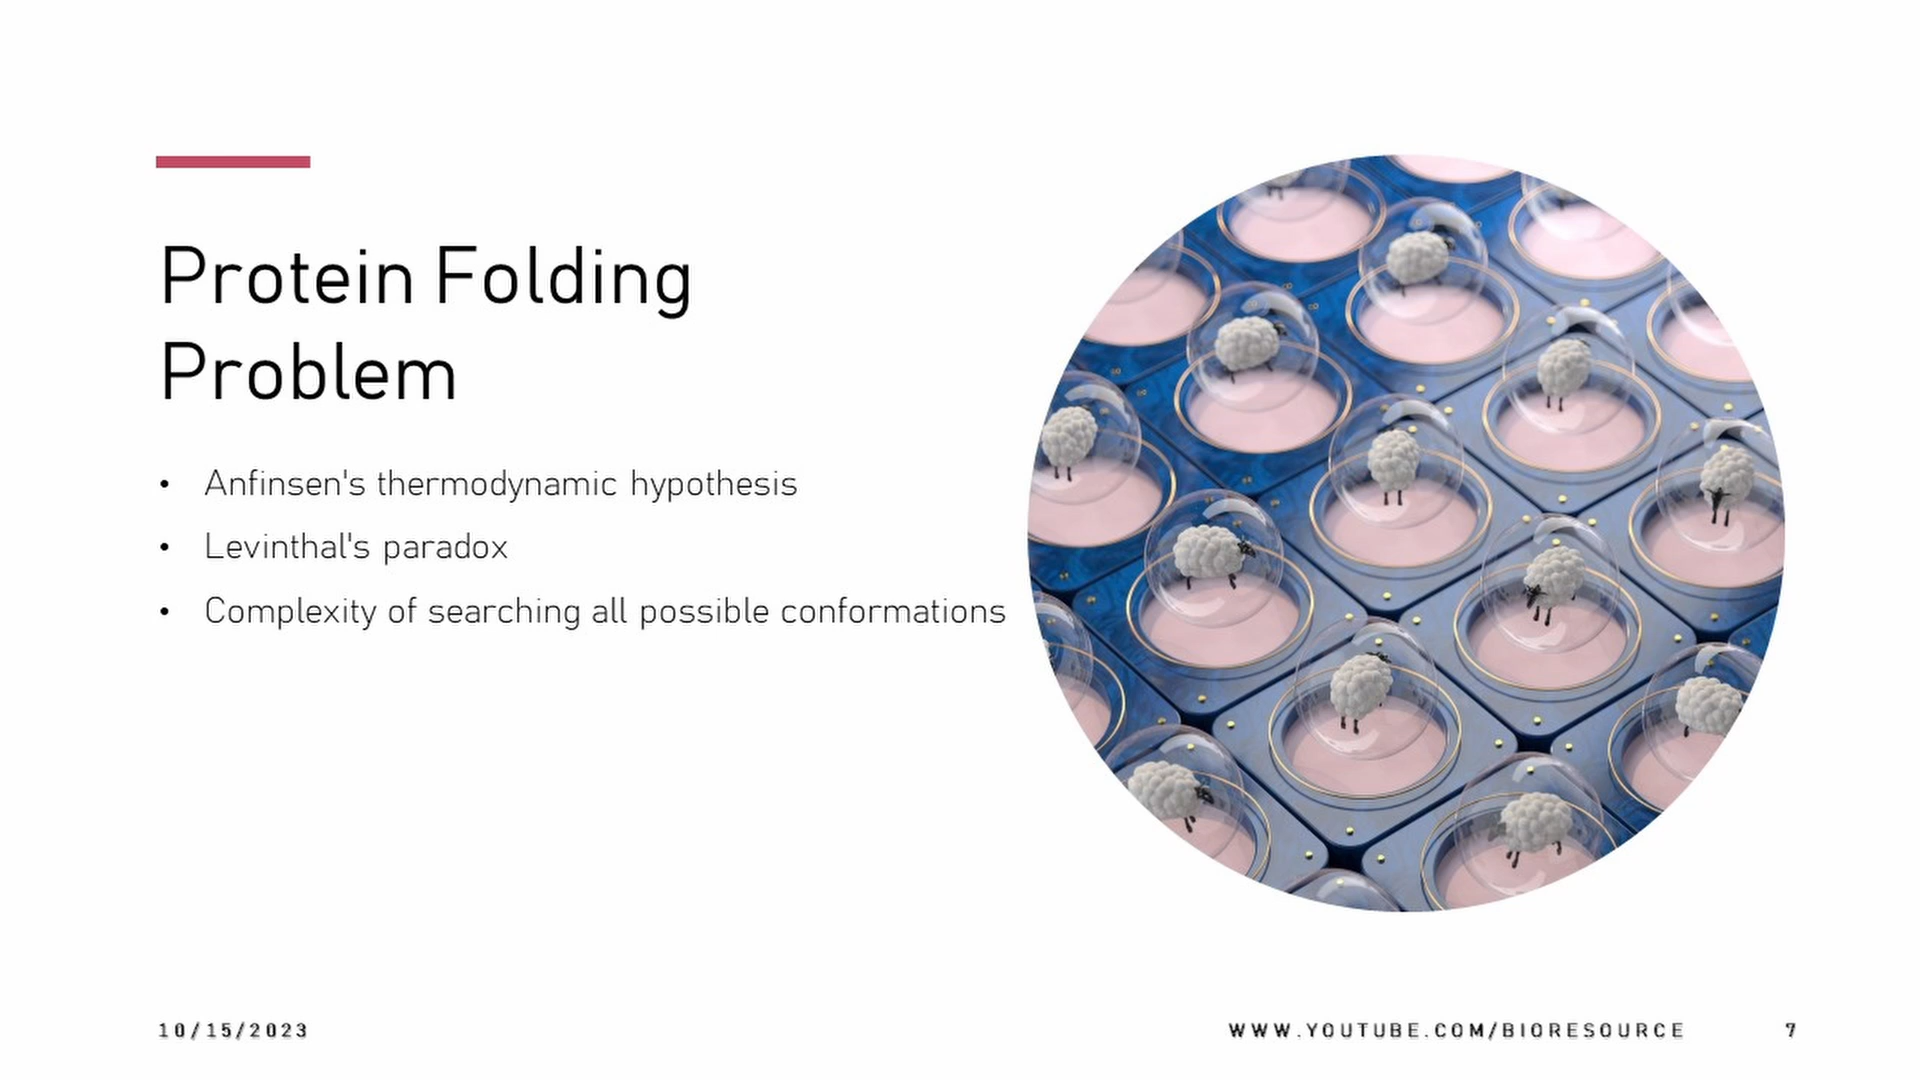 Protein Folding
Problem
• Anfinsen's thermodynamic hypothesis
• Levinthal's paradox
• Complexity of searching all possible conformations
10/15/2023
WWW.YOUTUBE.COM/BIORESOURCE
7